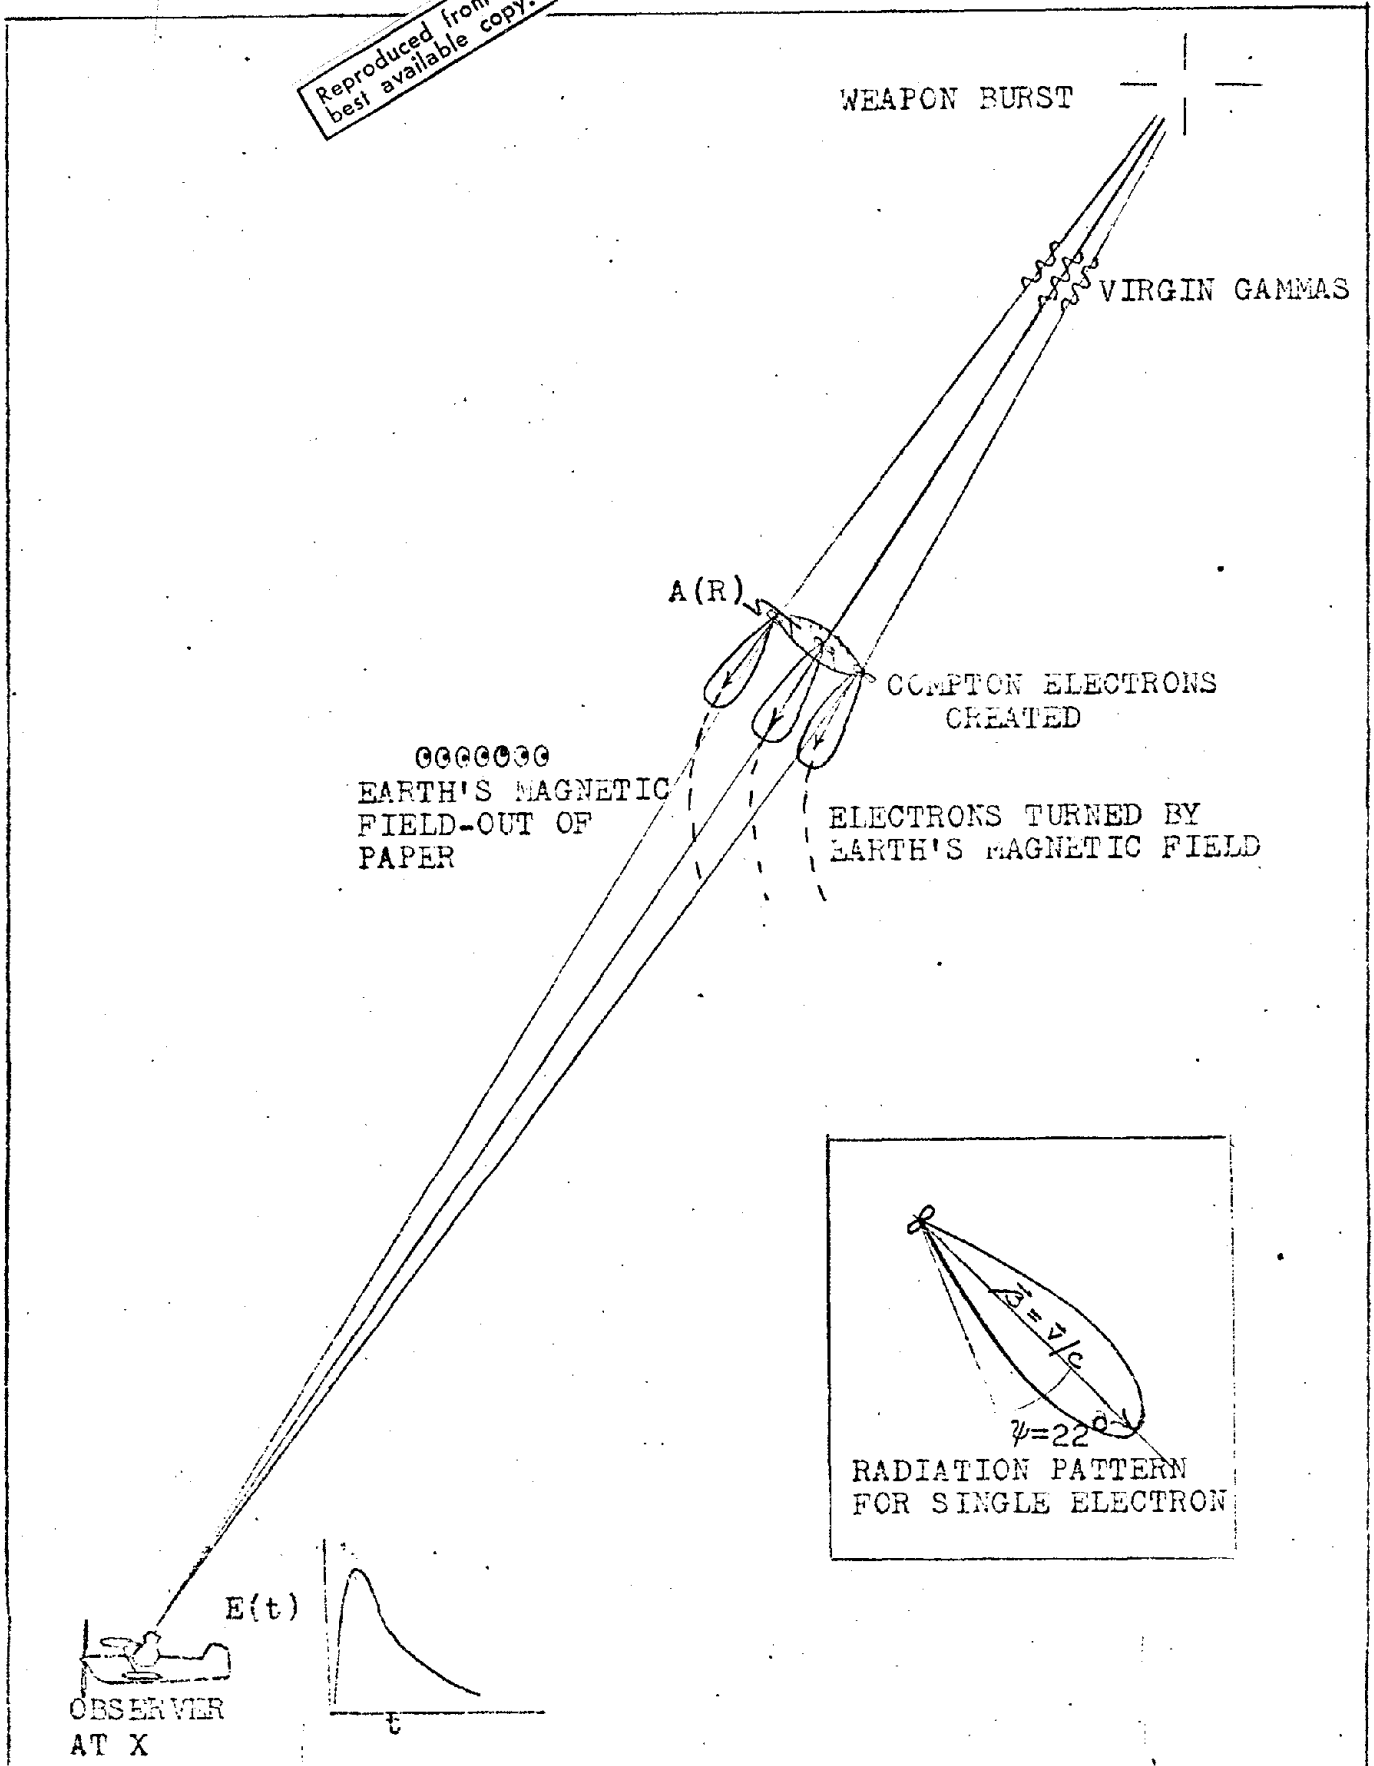 Reproduced from
best available copy.
WEAPON BURST
VIRGIN GAMMAS
A(R)
COMPTON ELECTRONS
CREATED
EARTH'S MAGNETIC
FIELD-OUT OF
PAPER
ELECTRONS TURNED BY
EARTH'S MAGNETIC FIELD
β⃗ = v⃗/c
ψ=22°
RADIATION PATTERN
FOR SINGLE ELECTRON
E(t)
t
OBSERVER
AT X